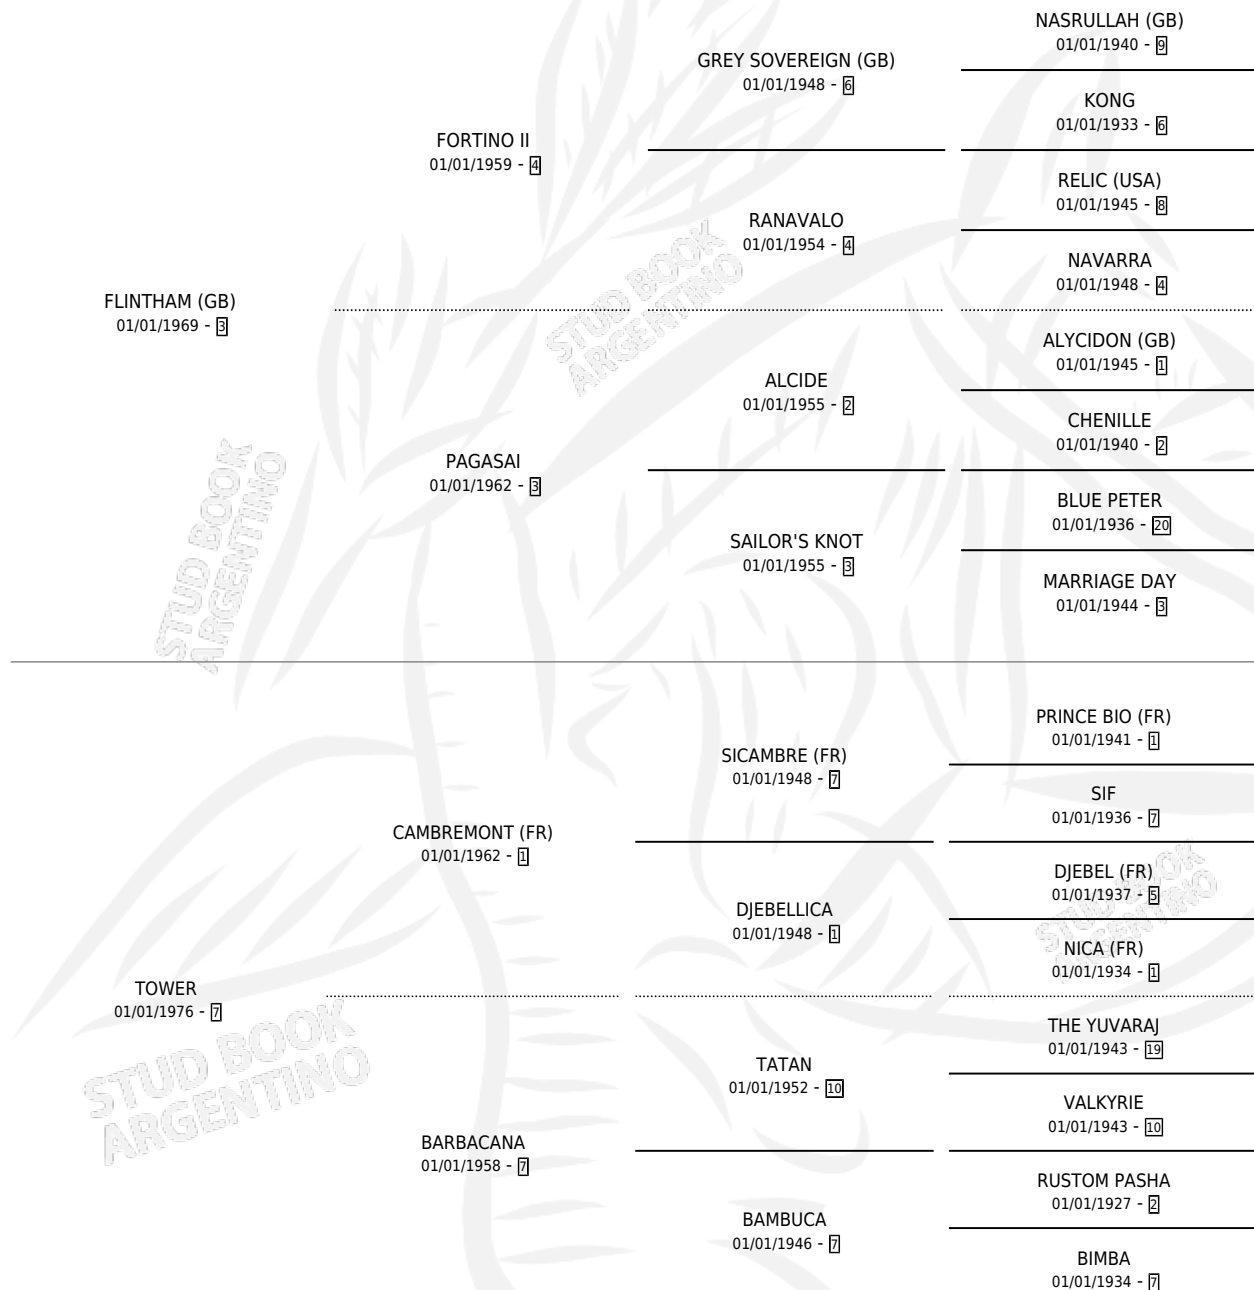 NASRULLAH (GB)
01/01/1940 - 9
GREY SOVEREIGN (GB)
01/01/1948 - 6
KONG
01/01/1933 - 6
FORTINO II
01/01/1959 - 4
RELIC (USA)
01/01/1945 - 8
RANAVALO
01/01/1954 - 4
NAVARRA
01/01/1948 - 4
FLINTHAM (GB)
01/01/1969 - 3
ALYCIDON (GB)
01/01/1945 - 1
ALCIDE
01/01/1955 - 2
CHENILLE
01/01/1940 - 2
PAGASAI
01/01/1962 - 3
BLUE PETER
01/01/1936 - 20
SAILOR'S KNOT
01/01/1955 - 3
MARRIAGE DAY
01/01/1944 - 3
PRINCE BIO (FR)
01/01/1941 - 1
SICAMBRE (FR)
01/01/1948 - 7
SIF
01/01/1936 - 7
CAMBREMONT (FR)
01/01/1962 - 1
DJEBEL (FR)
01/01/1937 - 5
DJEBELLICA
01/01/1948 - 1
NICA (FR)
01/01/1934 - 1
TOWER
01/01/1976 - 7
THE YUVARAJ
01/01/1943 - 19
TATAN
01/01/1952 - 10
VALKYRIE
01/01/1943 - 10
BARBACANA
01/01/1958 - 7
RUSTOM PASHA
01/01/1927 - 2
BAMBUCA
01/01/1946 - 7
BIMBA
01/01/1934 - 7
STUD BOOK
ARGENTINO
STUD BOOK
ARGENTINO
STUD BOOK
ARGENTINO
STUD BOOK
ARGENTINO